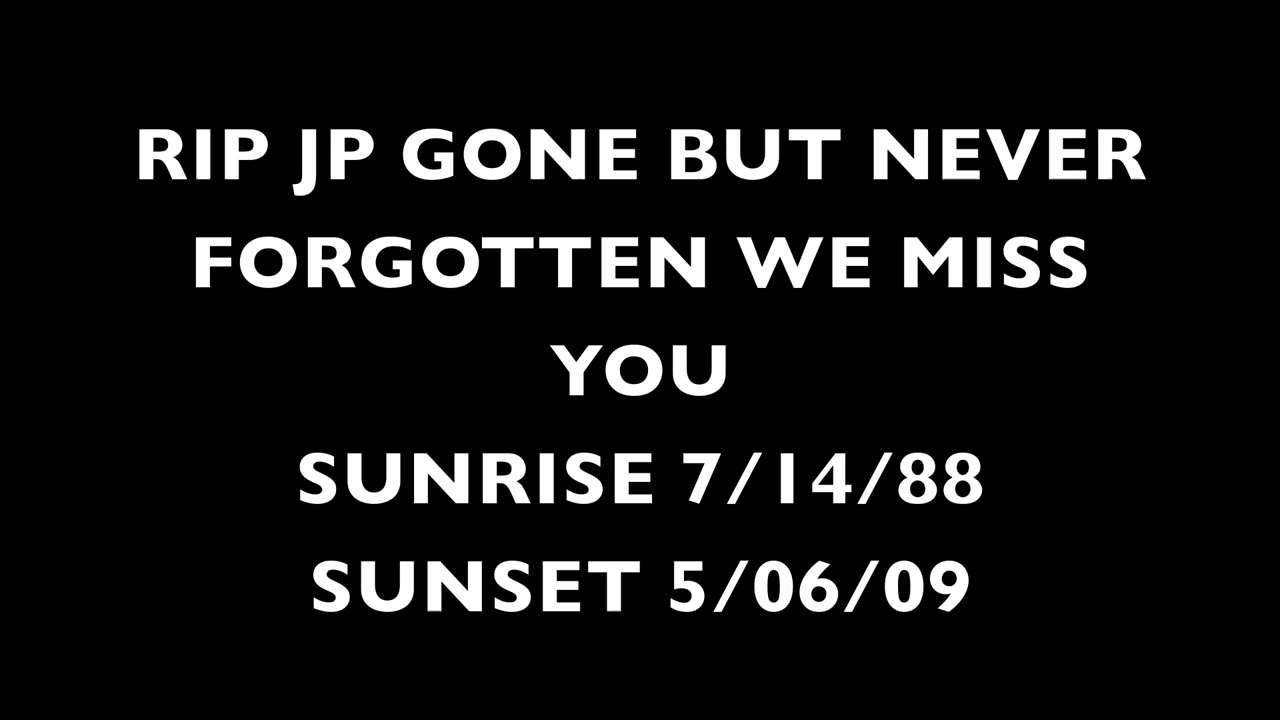 RIP JP GONE BUT NEVER
FORGOTTEN WE MISS
YOU
SUNRISE 7/14/88
SUNSET 5/06/09